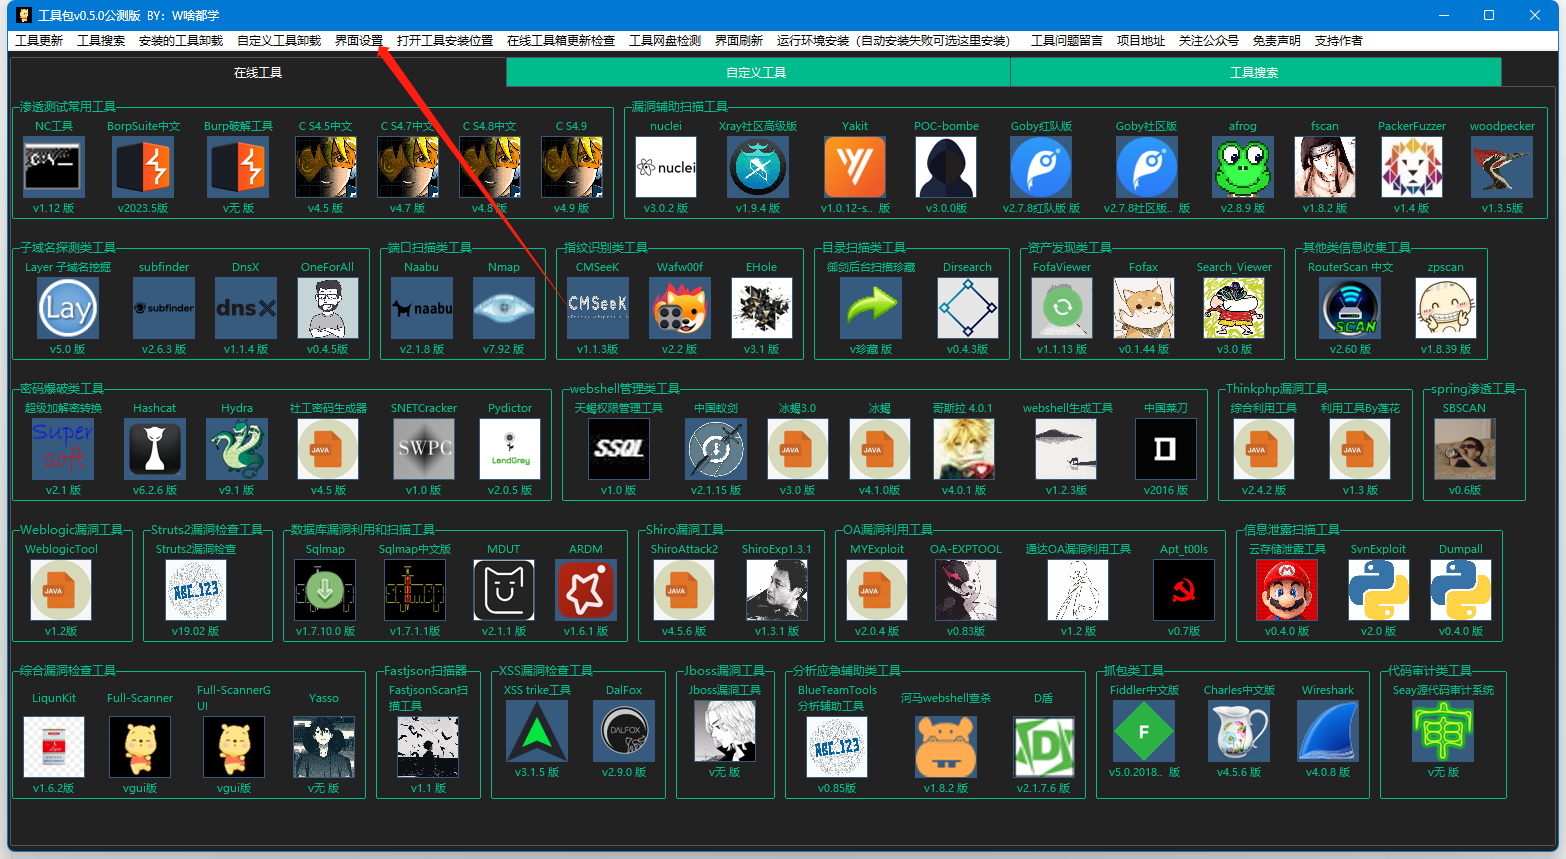 工具包v0.5.0公测版 BY：W啥都学
工具更新 工具搜索 安装的工具卸载 自定义工具卸载 界面设置 打开工具安装位置 在线工具箱更新检查 工具网盘检测 界面刷新 运行环境安装（自动安装失败可选这里安装） 工具问题留言 项目地址 关注公众号 免责声明 支持作者
在线工具 自定义工具 工具搜索
渗透测试常用工具 漏洞辅助扫描工具
NC工具 BorpSuite中文 Burp破解工具 C S4.5中文 C S4.7中文 C S4.8中文 C S4.9 nuclei Xray社区高级版 Yakit POC-bombe Goby红队版 Goby社区版 afrog fscan PackerFuzzer woodpecker
nuclei
v1.12 版 v2023.5版 v无 版 v4.5 版 v4.7 版 v4.8 版 v4.9 版 v3.0.2 版 v1.9.4 版 v1.0.12-s.. 版 v3.0.0版 v2.7.8红队版 版 v2.7.8社区版.. 版 v2.8.9 版 v1.8.2 版 v1.4 版 v1.3.5版
子域名探测类工具 端口扫描类工具 指纹识别类工具 目录扫描类工具 资产发现类工具 其他类信息收集工具
Layer 子域名挖掘 subfinder DnsX OneForAll Naabu Nmap CMSeeK Wafw00f EHole 御剑后台扫描珍藏 Dirsearch FofaViewer Fofax Search_Viewer RouterScan 中文 zpscan
Lay subfinder dnsX naabu CMSeeK SCAN
v5.0 版 v2.6.3 版 v1.1.4 版 v0.4.5版 v2.1.8 版 v7.92 版 v1.1.3版 v2.2 版 v3.1 版 v珍藏 版 v0.4.3版 v1.1.13 版 v0.1.44 版 v3.0 版 v2.60 版 v1.8.39 版
密码爆破类工具 webshell管理类工具 Thinkphp漏洞工具 spring渗透工具
超级加解密转换 Hashcat Hydra 社工密码生成器 SNETCracker Pydictor 天蝎权限管理工具 中国蚁剑 冰蝎3.0 冰蝎 哥斯拉 4.0.1 webshell生成工具 中国菜刀 综合利用工具 利用工具By莲花 SBSCAN
Super soft JAVA SWPC LandGrey SSQL JAVA JAVA JAVA JAVA
v2.1 版 v6.2.6 版 v9.1 版 v4.5 版 v1.0 版 v2.0.5 版 v1.0 版 v2.1.15 版 v3.0 版 v4.1.0版 v4.0.1 版 v1.2.3版 v2016 版 v2.4.2 版 v1.3 版 v0.6版
Weblogic漏洞工具 Struts2漏洞检查工具 数据库漏洞利用和扫描工具 Shiro漏洞工具 OA漏洞利用工具 信息泄露扫描工具
WeblogicTool Struts2漏洞检查 Sqlmap Sqlmap中文版 MDUT ARDM ShiroAttack2 ShiroExp1.3.1 MYExploit OA-EXPTOOL 通达OA漏洞利用工具 Apt_t00ls 云存储泄露工具 SvnExploit Dumpall
JAVA ABC_123 JAVA JAVA
v1.2版 v19.02 版 v1.7.10.0 版 v1.7.1.1版 v2.1.1 版 v1.6.1 版 v4.5.6 版 v1.3.1 版 v2.0.4 版 v0.83版 v1.2 版 v0.7版 v0.4.0 版 v2.0 版 v0.4.0 版
综合漏洞检查工具 Fastjson扫描器 XSS漏洞检查工具 Jboss漏洞工具 分析应急辅助类工具 抓包类工具 代码审计类工具
LiqunKit Full-Scanner Full-ScannerG
UI Yasso FastjsonScan扫
描工具 XSS trike工具 DalFox Jboss漏洞工具 BlueTeamTools
分析辅助工具 河马webshell查杀 D盾 Fiddler中文版 Charles中文版 Wireshark Seay源代码审计系统
DALFOX ABC_123 D F 审
v1.6.2版 vgui版 vgui版 v无 版 v1.1 版 v3.1.5 版 v2.9.0 版 v无 版 v0.85版 v1.8.2 版 v2.1.7.6 版 v5.0.2018.. 版 v4.5.6 版 v4.0.8 版 v无 版